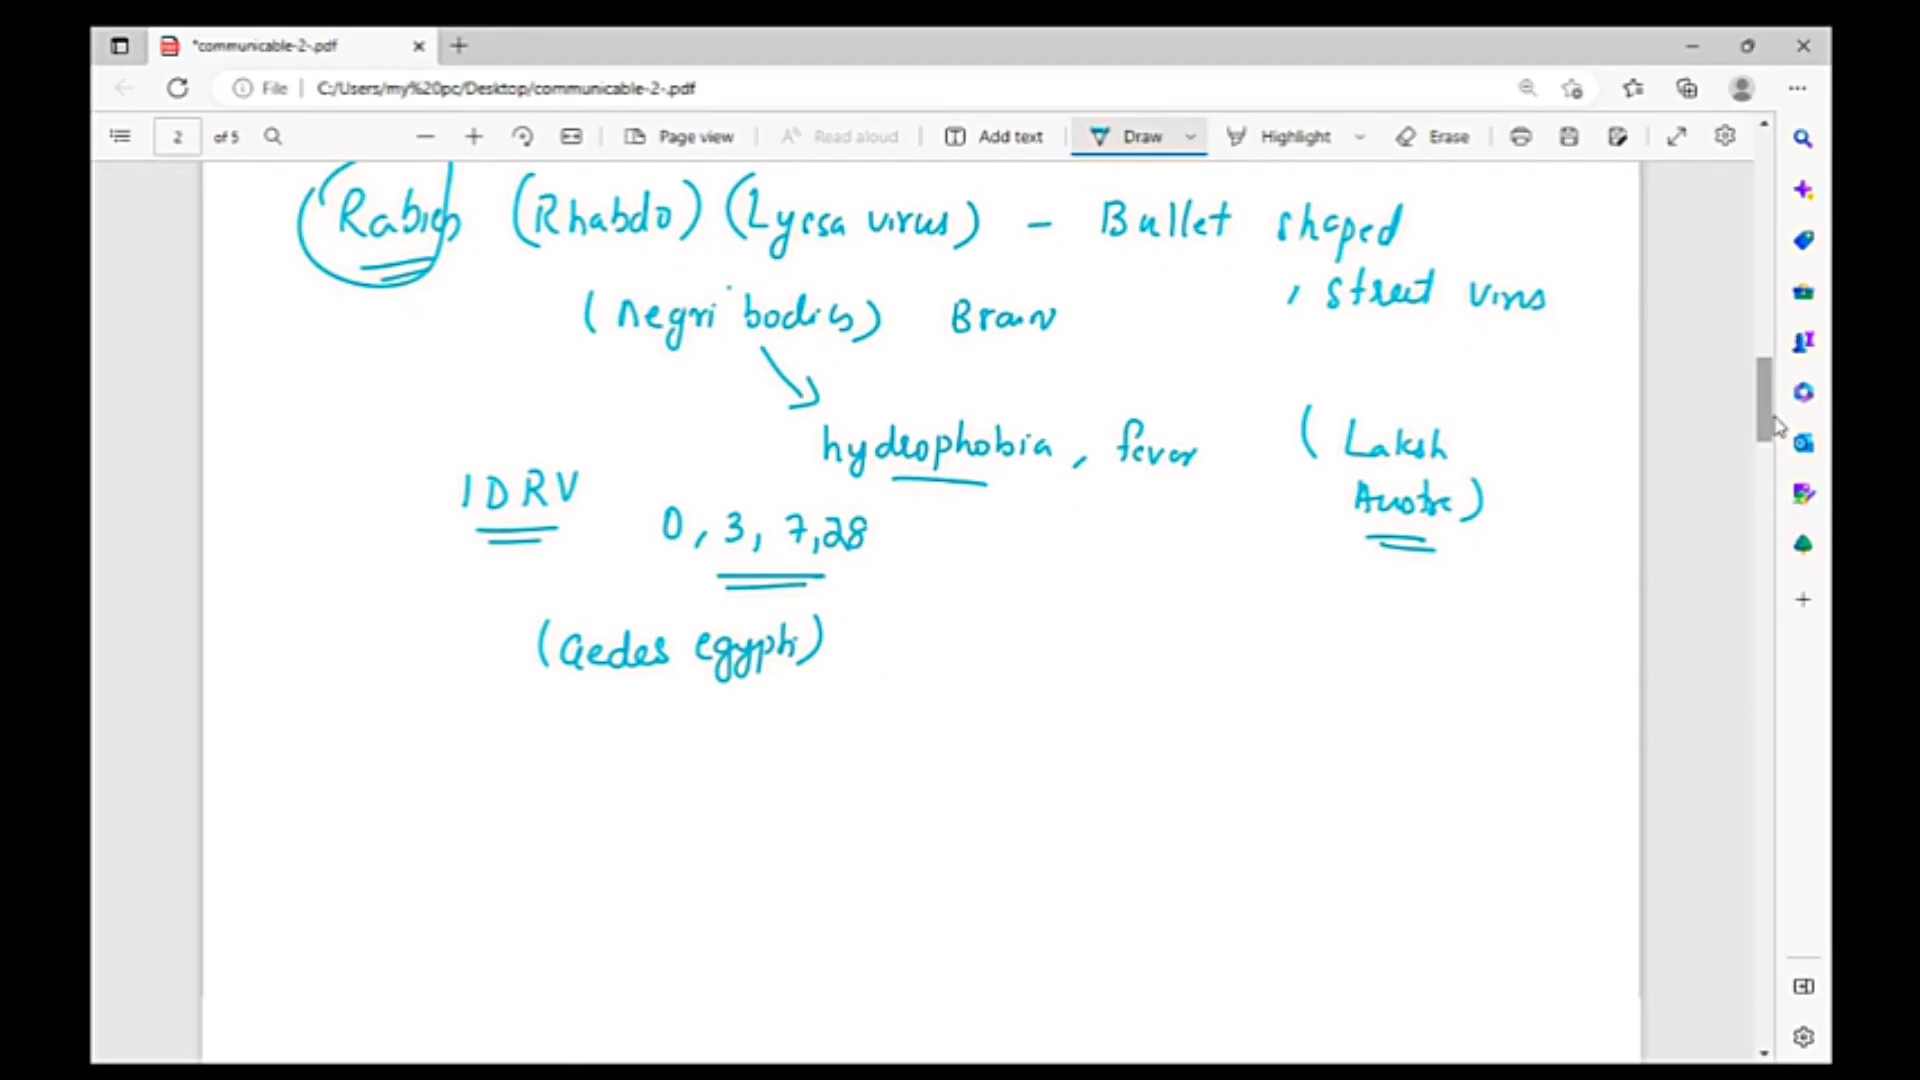 *communicable-2-.pdf
File | C:/Users/my%20pc/Desktop/communicable-2-.pdf
2 of 5 Page view Read aloud Add text Draw Highlight Erase
Rabies (Rhabdo) (Lyssa virus) - Bullet shaped
, street virus
(negri bodies) Brain
hydrophobia, fever (Laksh
IDRV
0, 3, 7, 28
(aedes egypti)